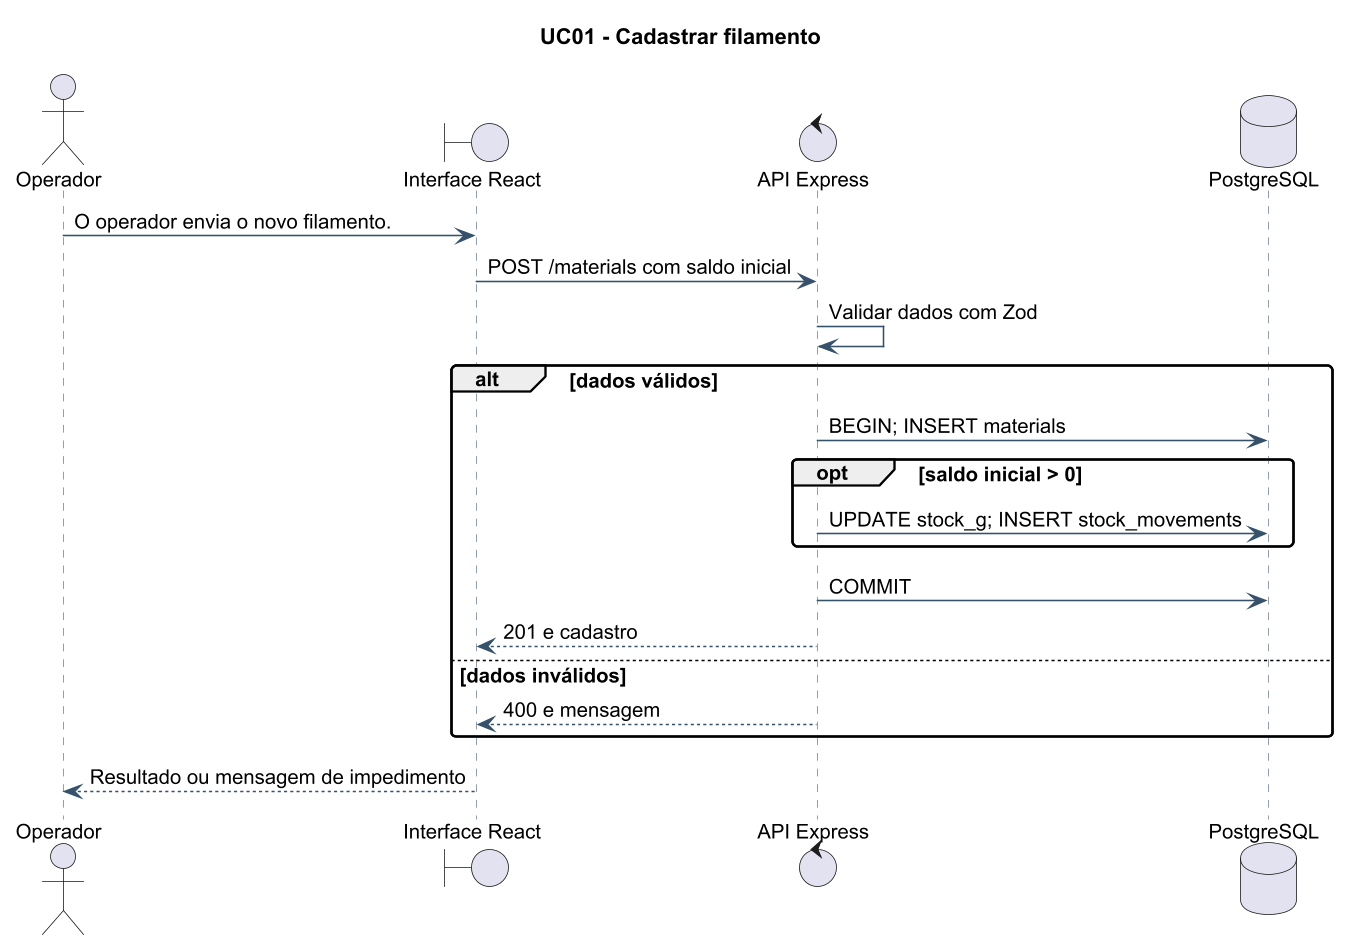 UC01 - Cadastrar filamento
Operador
Interface React
API Express
PostgreSQL
O operador envia o novo filamento.
POST /materials com saldo inicial
Validar dados com Zod
alt
[dados válidos]
BEGIN; INSERT materials
opt
[saldo inicial > 0]
UPDATE stock_g; INSERT stock_movements
COMMIT
201 e cadastro
[dados inválidos]
400 e mensagem
Resultado ou mensagem de impedimento
Operador
Interface React
API Express
PostgreSQL